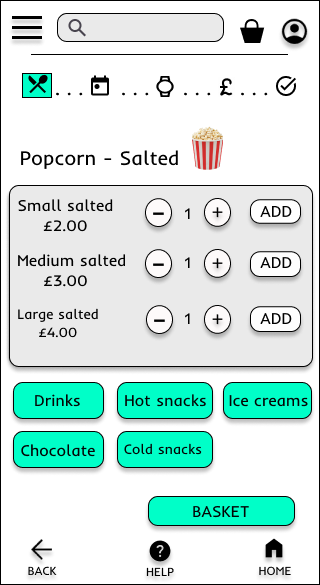 . . . . . . £ . . .
Popcorn - Salted
Small salted
£2.00
− 1 + ADD
Medium salted
£3.00
− 1 + ADD
Large salted
£4.00
− 1 + ADD
Drinks
Hot snacks
Ice creams
Chocolate
Cold snacks
BASKET
BACK
? HELP
HOME